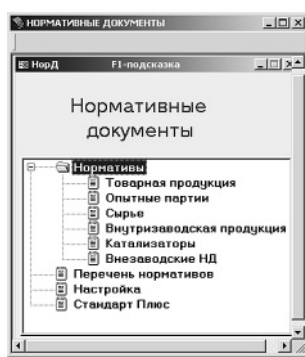 НОРМАТИВНЫЕ ДОКУМЕНТЫ
НорД F1-подсказка
Нормативные
документы
Нормативы
Товарная продукция
Опытные партии
Сырье
Внутризаводская продукция
Катализаторы
Внезаводские НД
Перечень нормативов
Настройка
Стандарт Плюс